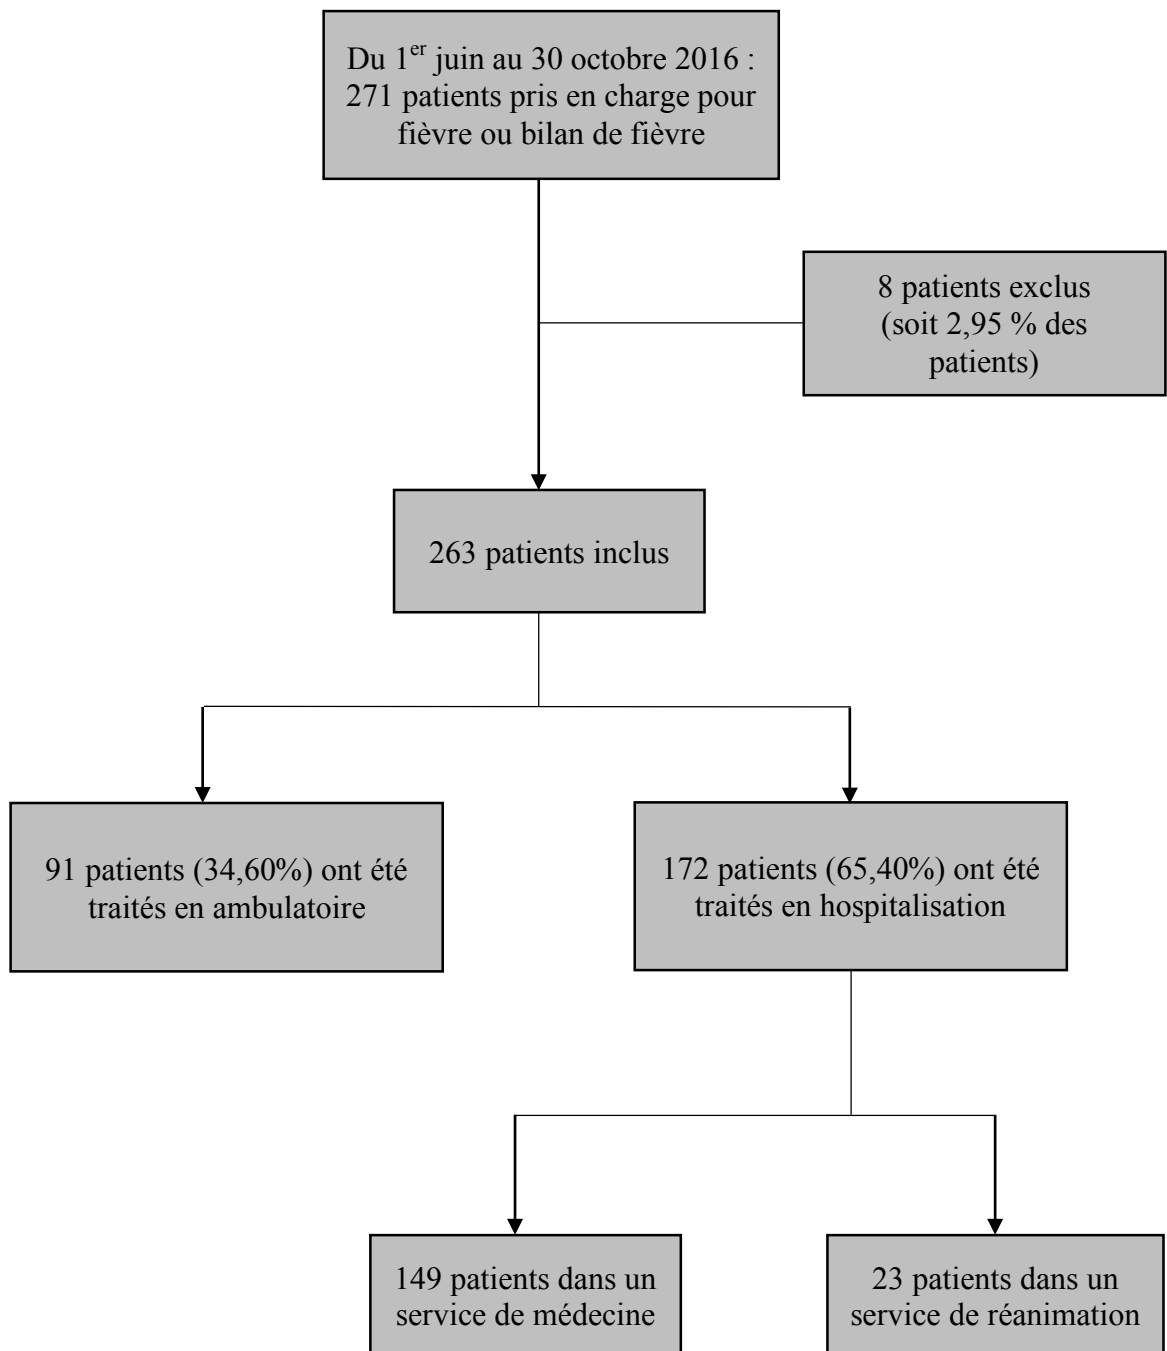 Du 1er juin au 30 octobre 2016 :
271 patients pris en charge pour
fièvre ou bilan de fièvre
8 patients exclus
(soit 2,95 % des
patients)
263 patients inclus
91 patients (34,60%) ont été
traités en ambulatoire
172 patients (65,40%) ont été
traités en hospitalisation
149 patients dans un
service de médecine
23 patients dans un
service de réanimation